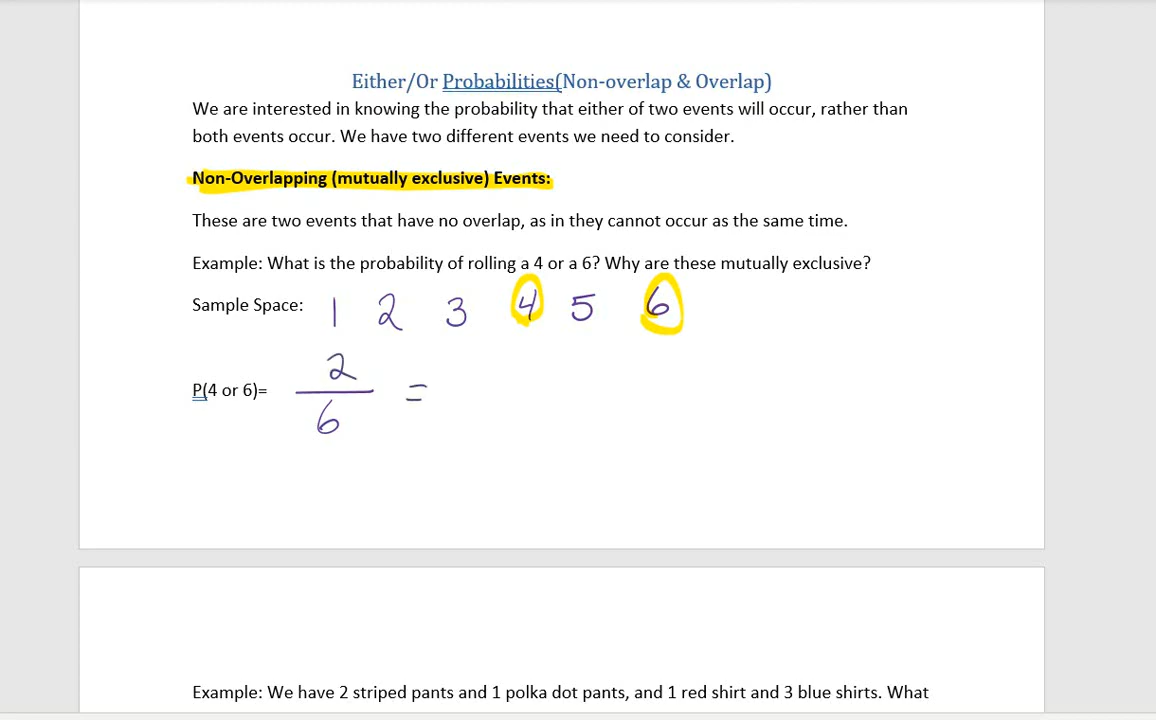 Either/Or Probabilities(Non-overlap & Overlap)
We are interested in knowing the probability that either of two events will occur, rather than
both events occur. We have two different events we need to consider.
Non-Overlapping (mutually exclusive) Events:
These are two events that have no overlap, as in they cannot occur as the same time.
Example: What is the probability of rolling a 4 or a 6? Why are these mutually exclusive?
Sample Space: 1 2 3 4 5 6
2
P(4 or 6)= =
6
Example: We have 2 striped pants and 1 polka dot pants, and 1 red shirt and 3 blue shirts. What